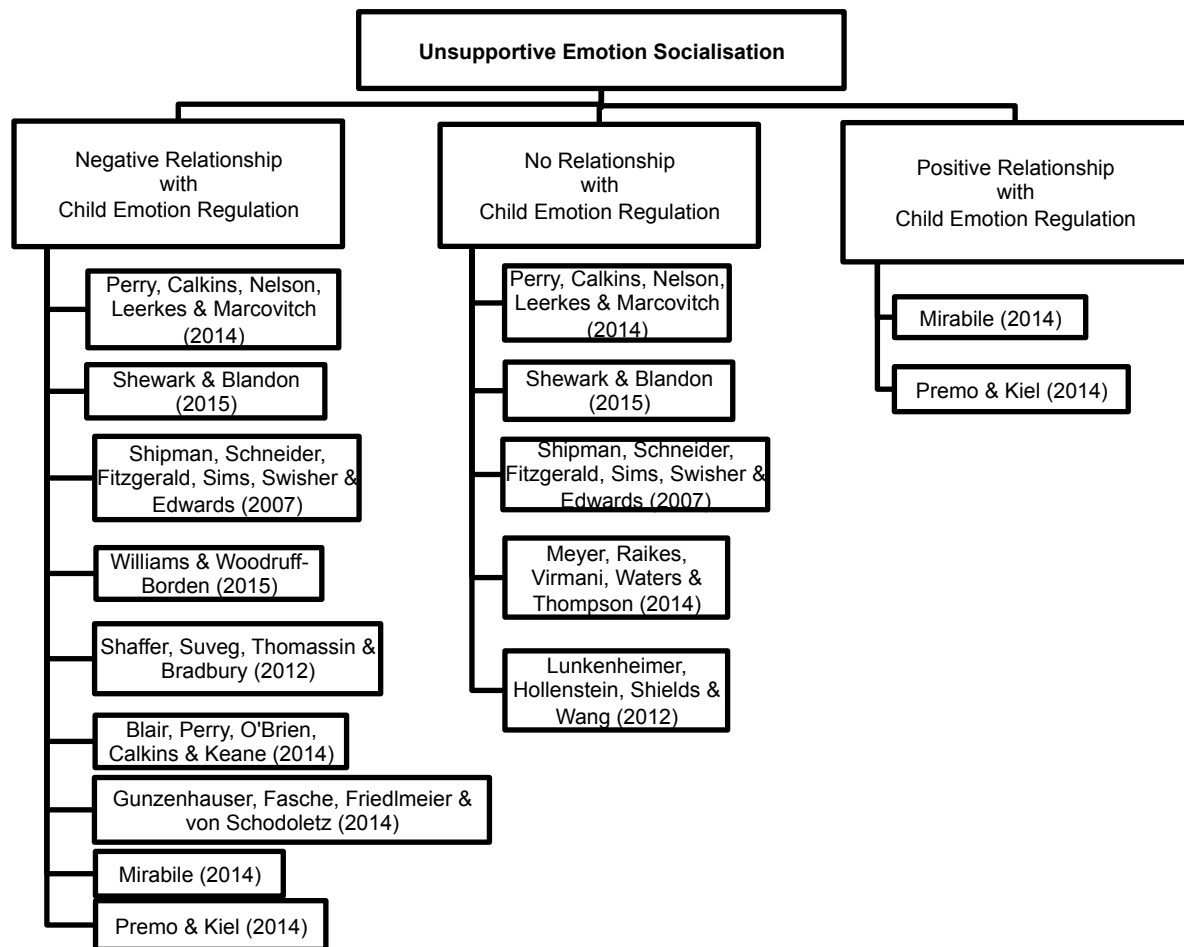 Unsupportive Emotion Socialisation
Negative Relationship
with
Child Emotion Regulation
Perry, Calkins, Nelson,
Leerkes & Marcovitch
(2014)
Shewark & Blandon
(2015)
Shipman, Schneider,
Fitzgerald, Sims, Swisher &
Edwards (2007)
Williams & Woodruff-
Borden (2015)
Shaffer, Suveg, Thomassin &
Bradbury (2012)
Blair, Perry, O'Brien,
Calkins & Keane (2014)
Gunzenhauser, Fasche, Friedlmeier &
von Schodoletz (2014)
Mirabile (2014)
Premo & Kiel (2014)
No Relationship
with
Child Emotion Regulation
Perry, Calkins, Nelson,
Leerkes & Marcovitch
(2014)
Shewark & Blandon
(2015)
Shipman, Schneider,
Fitzgerald, Sims, Swisher &
Edwards (2007)
Meyer, Raikes,
Virmani, Waters &
Thompson (2014)
Lunkenheimer,
Hollenstein, Shields &
Wang (2012)
Positive Relationship
with
Child Emotion Regulation
Mirabile (2014)
Premo & Kiel (2014)